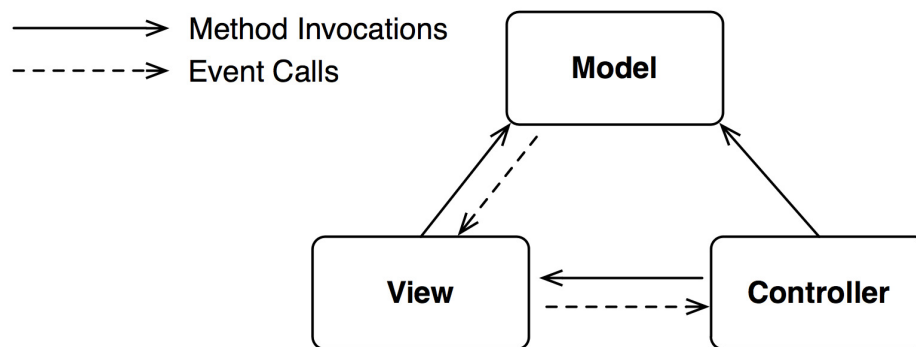 Method Invocations
Event Calls
Model
View
Controller